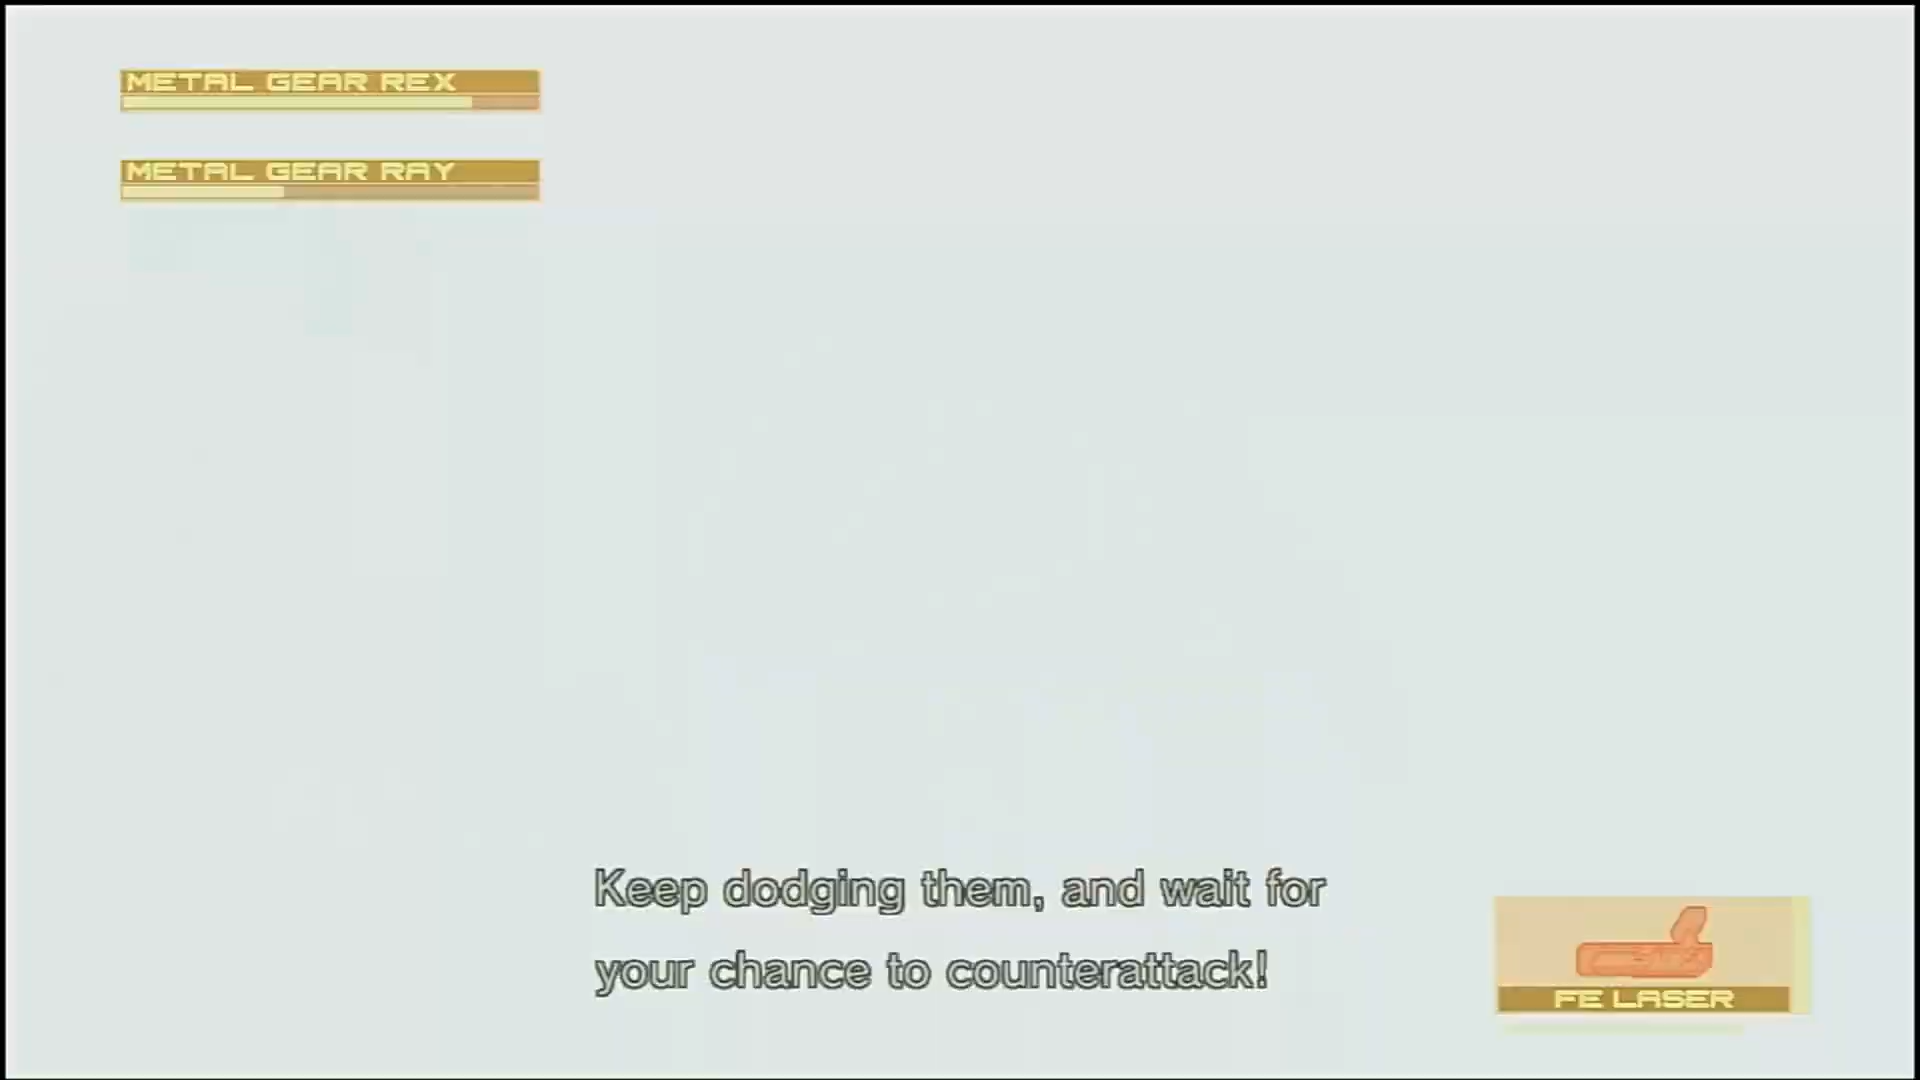 METAL GEAR REX
METAL GEAR RAY
Keep dodging them, and wait for
your chance to counterattack!
FE LASER